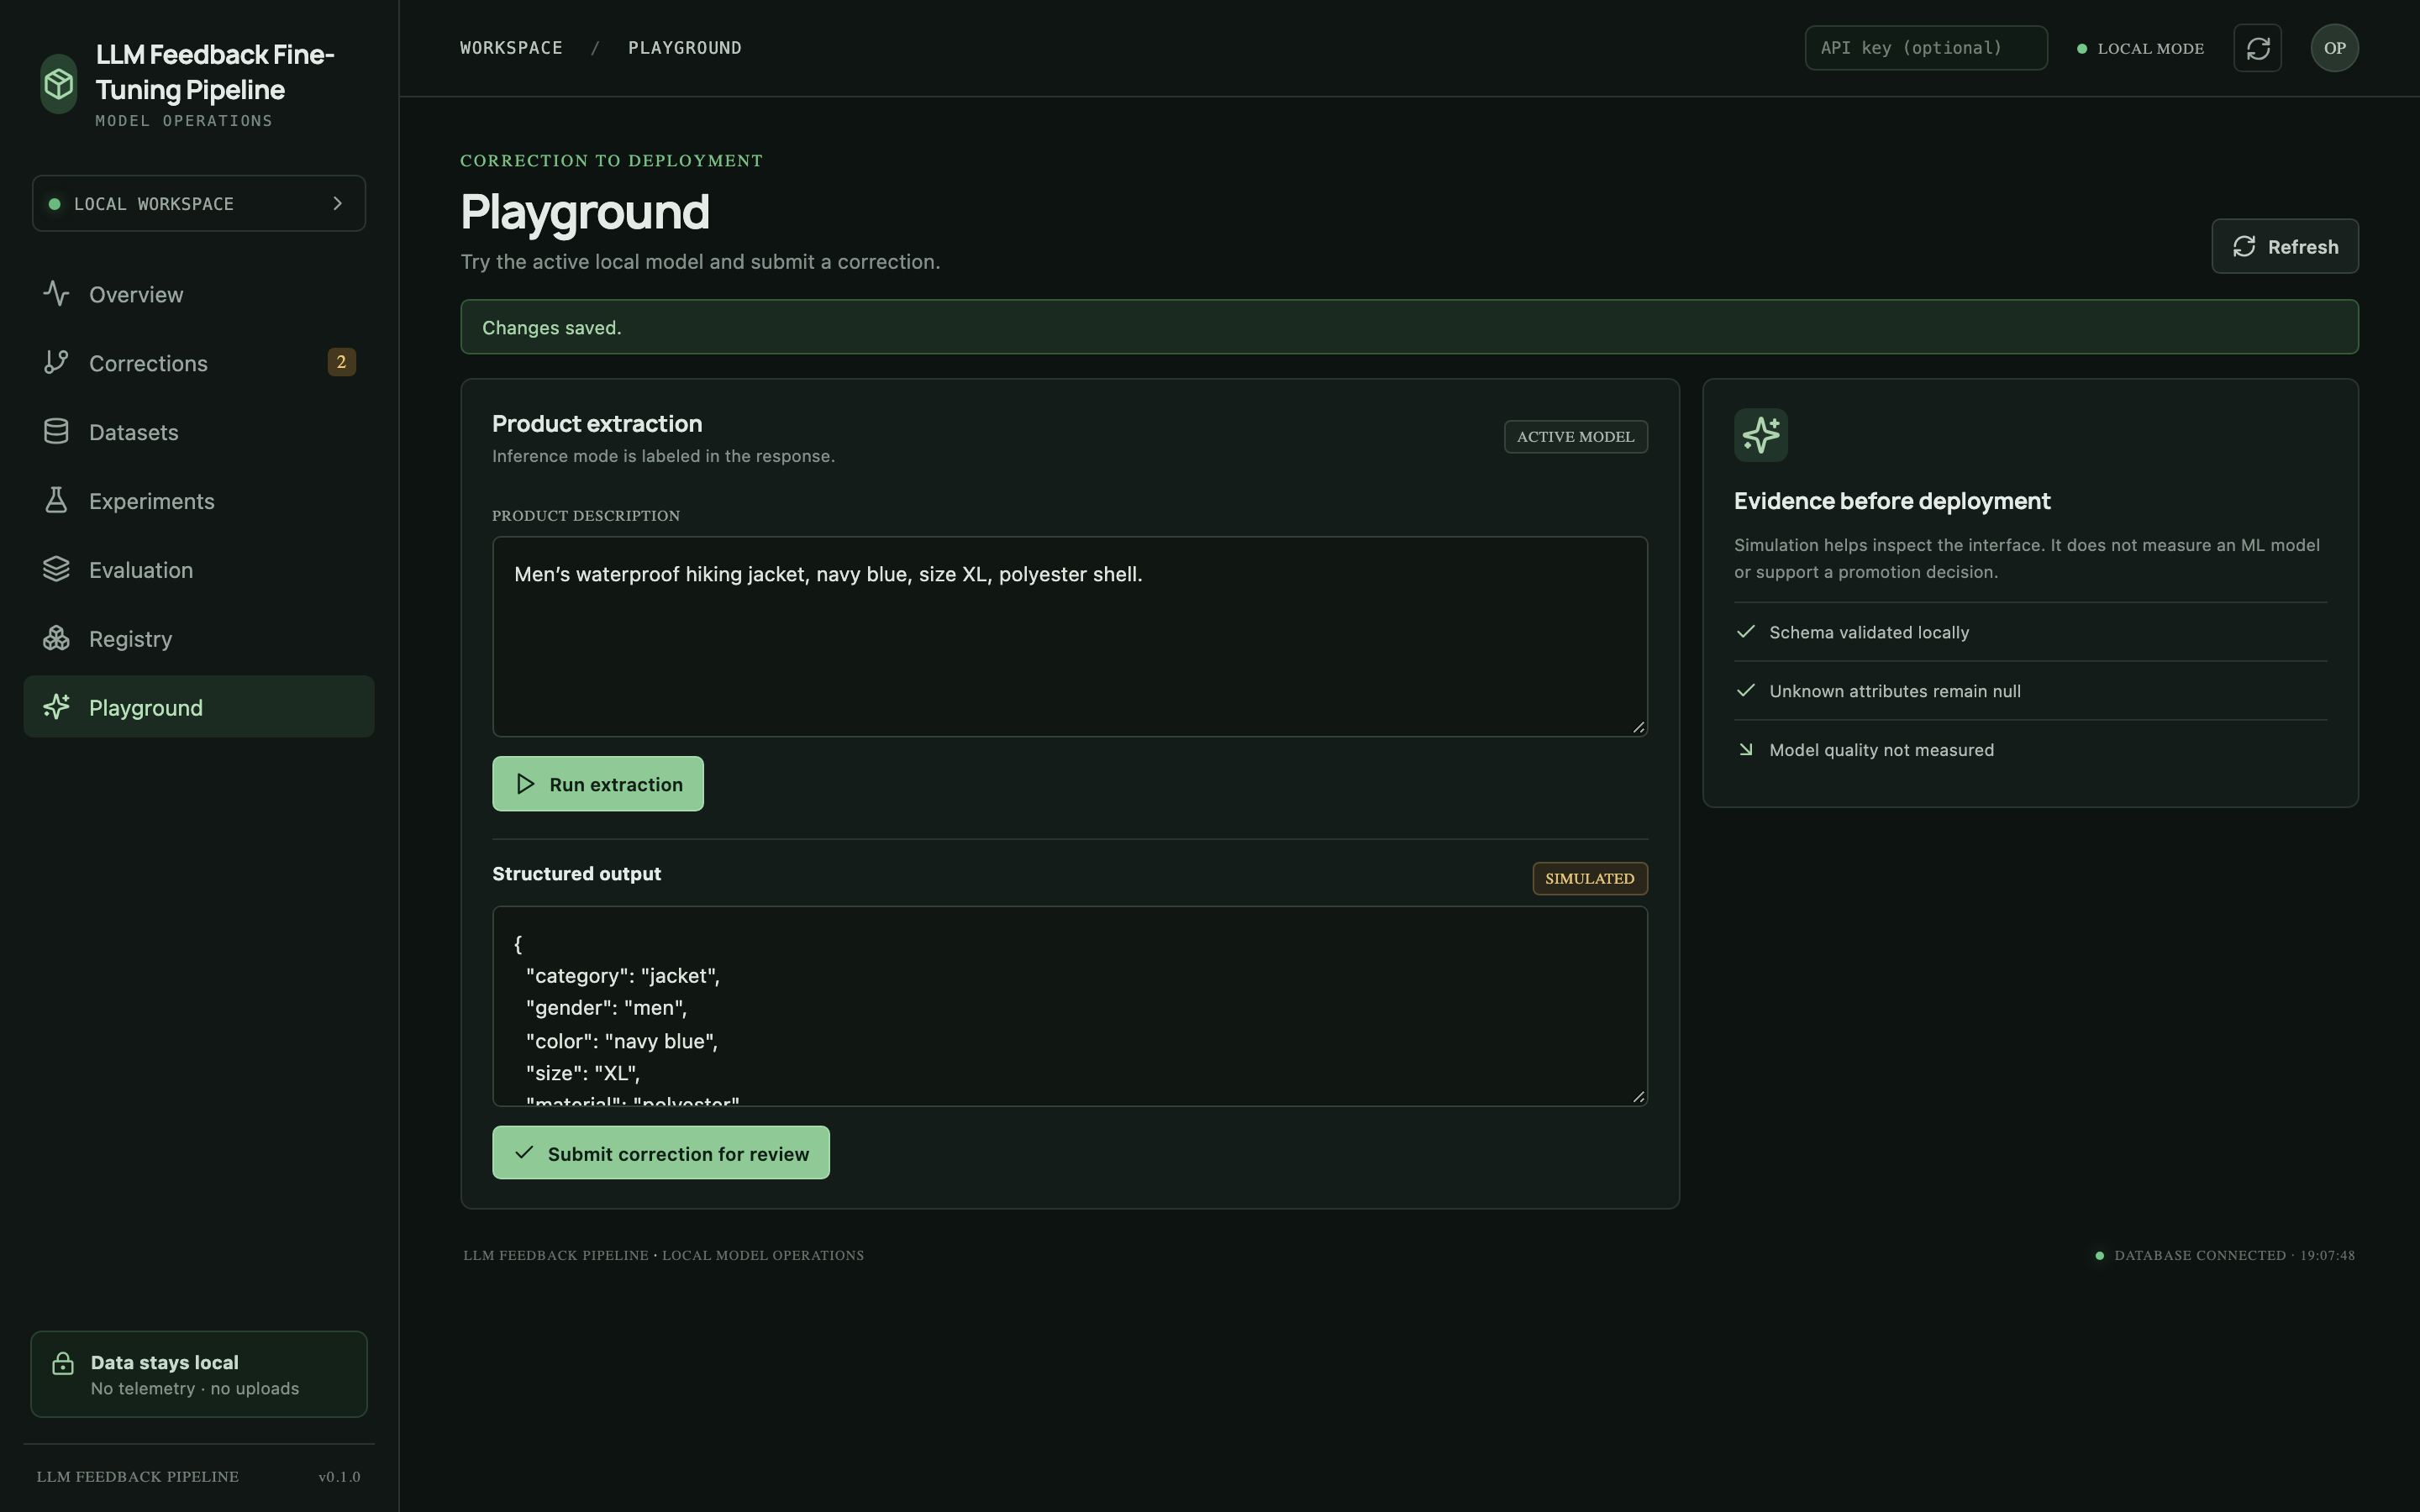 LLM Feedback Fine-
Tuning Pipeline
MODEL OPERATIONS
LOCAL WORKSPACE
Overview
Corrections 2
Datasets
Experiments
Evaluation
Registry
Playground
Data stays local
No telemetry · no uploads
LLM FEEDBACK PIPELINE v0.1.0
WORKSPACE / PLAYGROUND
API key (optional)
LOCAL MODE
OP
CORRECTION TO DEPLOYMENT
Playground
Try the active local model and submit a correction.
Refresh
Changes saved.
Product extraction
Inference mode is labeled in the response.
ACTIVE MODEL
PRODUCT DESCRIPTION
Men’s waterproof hiking jacket, navy blue, size XL, polyester shell.
Run extraction
Structured output
SIMULATED
{
"category": "jacket",
"gender": "men",
"color": "navy blue",
"size": "XL",
"material": "polyester"
Submit correction for review
Evidence before deployment
Simulation helps inspect the interface. It does not measure an ML model
or support a promotion decision.
Schema validated locally
Unknown attributes remain null
Model quality not measured
LLM FEEDBACK PIPELINE · LOCAL MODEL OPERATIONS
DATABASE CONNECTED · 19:07:48